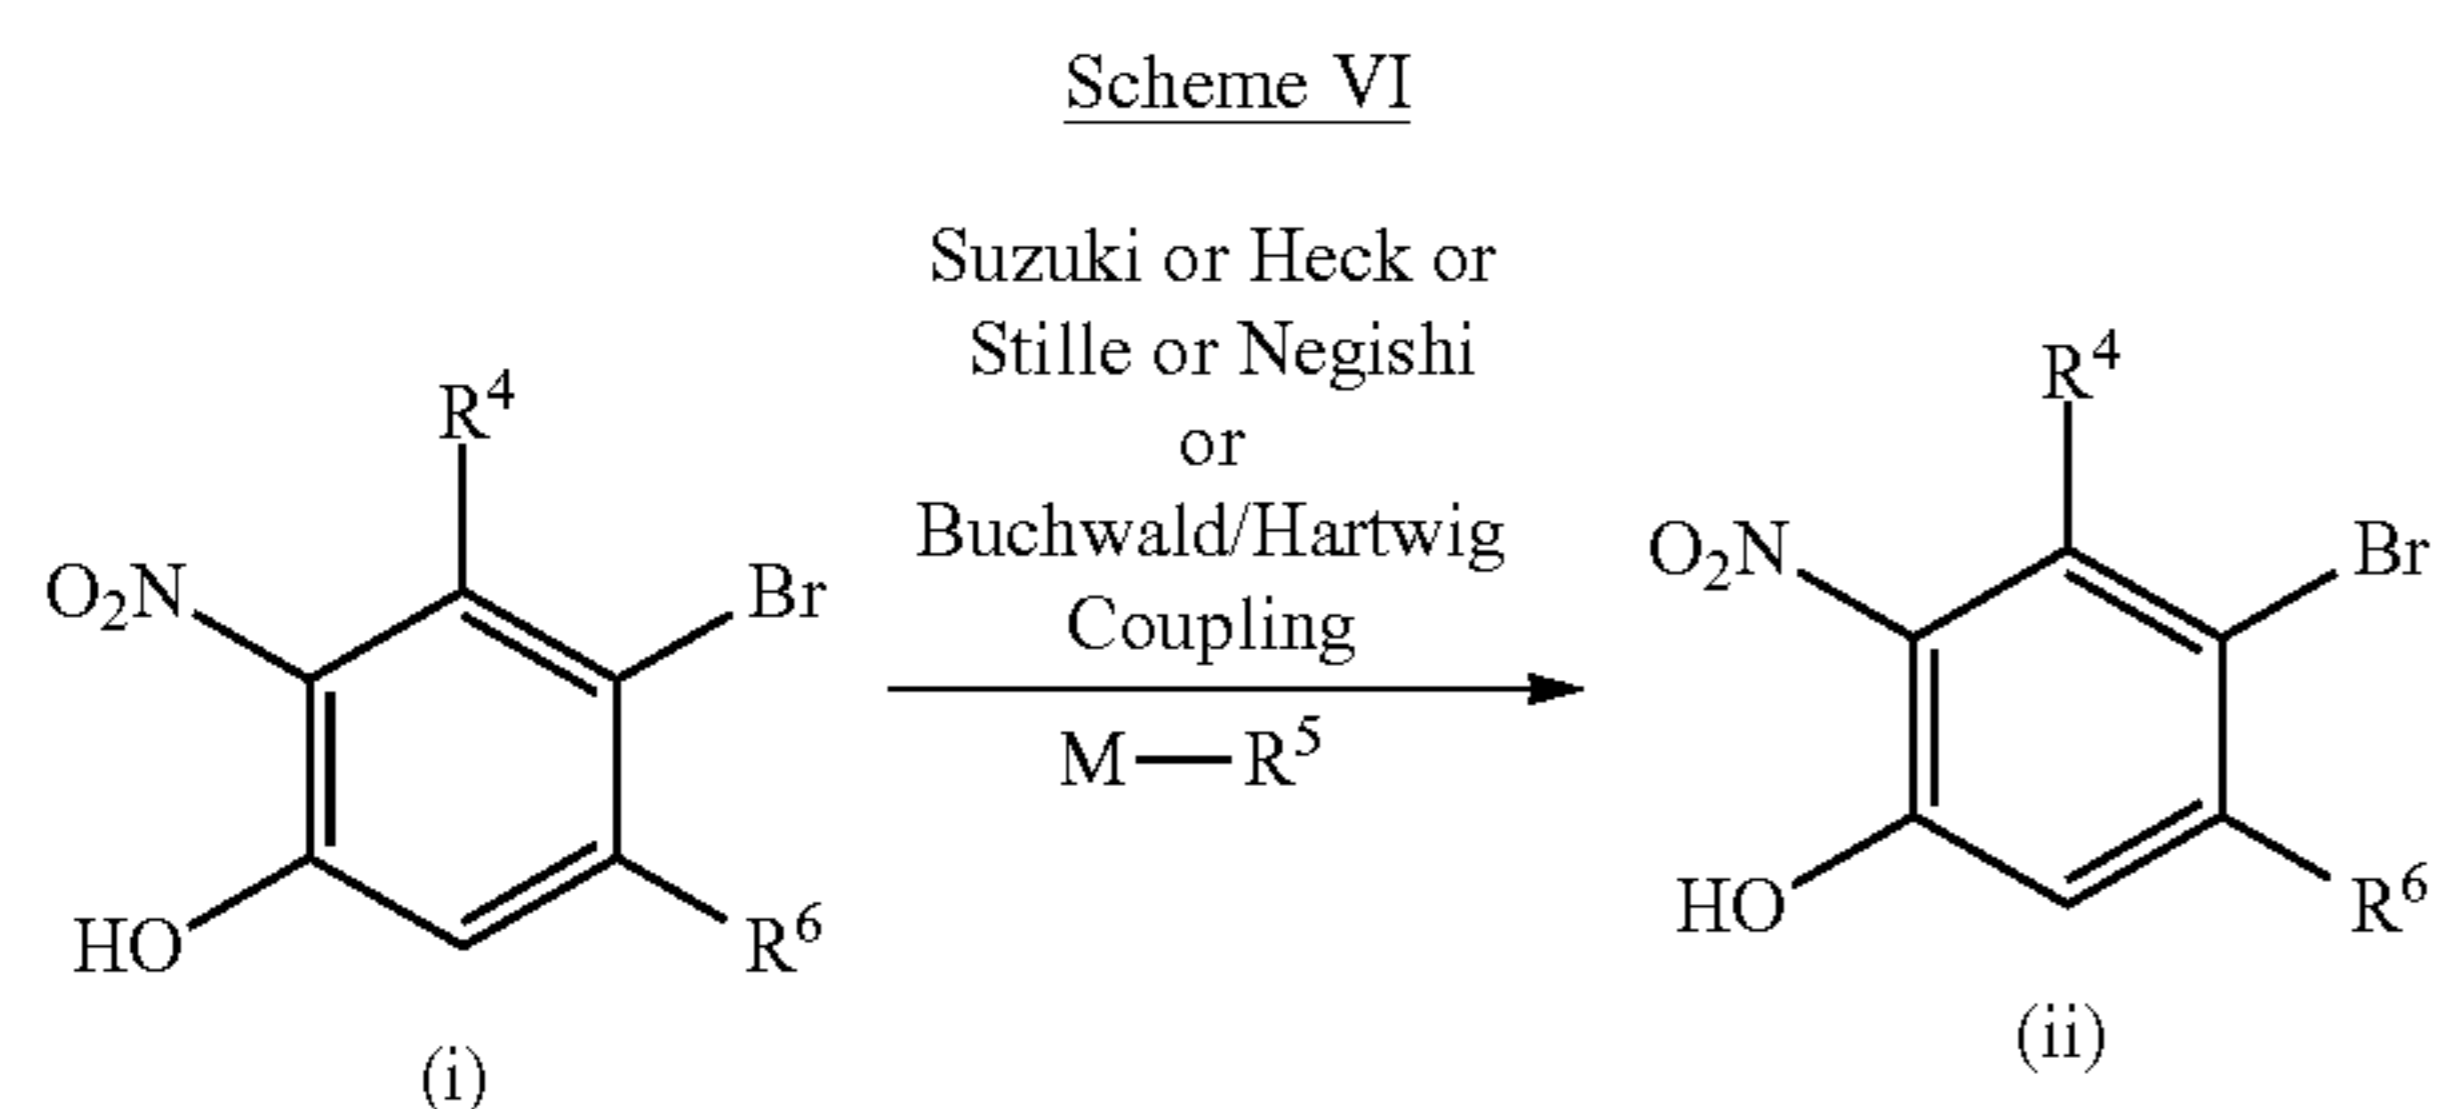 Scheme VI
Suzuki or Heck or
Stille or Negishi
or
Buchwald/Hartwig
Coupling
M—R⁵
R⁴
O₂N
Br
HO
R⁶
(i)
R⁴
O₂N
Br
HO
R⁶
(ii)